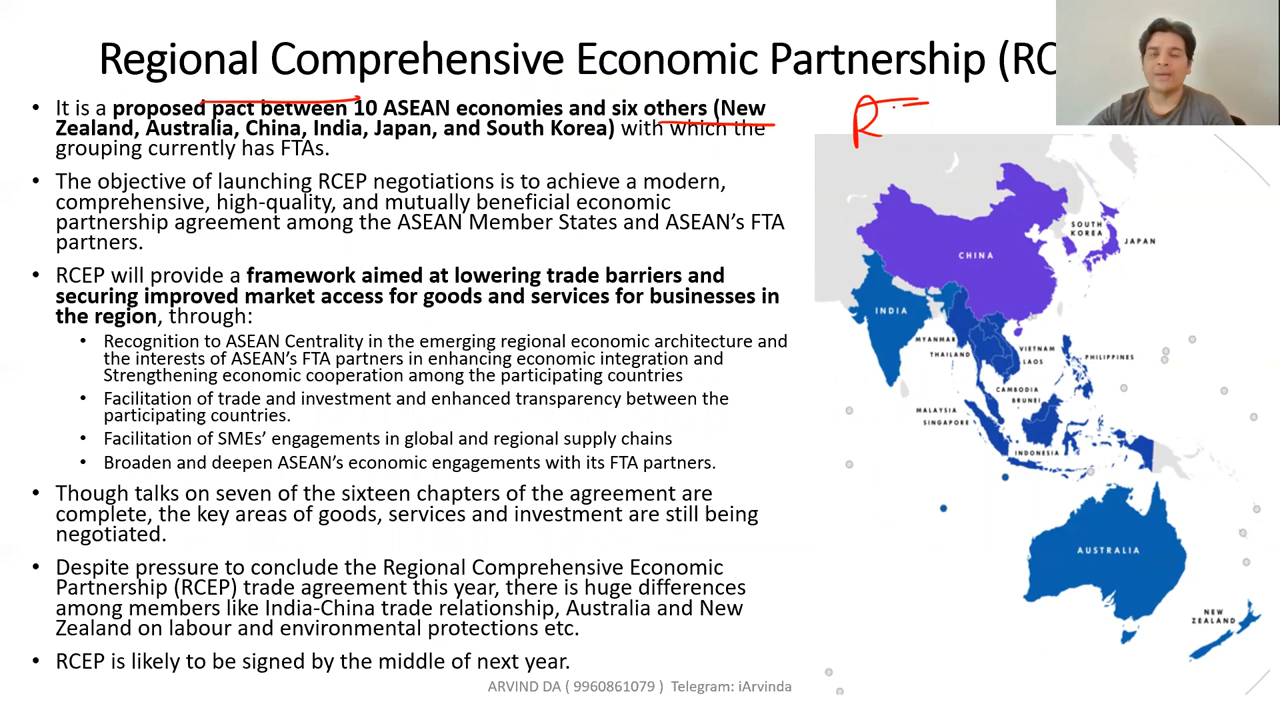 Regional Comprehensive Economic Partnership (RC
• It is a proposed pact between 10 ASEAN economies and six others (New
Zealand, Australia, China, India, Japan, and South Korea) with which the
grouping currently has FTAs.
• The objective of launching RCEP negotiations is to achieve a modern,
comprehensive, high-quality, and mutually beneficial economic
partnership agreement among the ASEAN Member States and ASEAN’s FTA
partners.
• RCEP will provide a framework aimed at lowering trade barriers and
securing improved market access for goods and services for businesses in
the region, through:
• Recognition to ASEAN Centrality in the emerging regional economic architecture and
the interests of ASEAN’s FTA partners in enhancing economic integration and
Strengthening economic cooperation among the participating countries
• Facilitation of trade and investment and enhanced transparency between the
participating countries.
• Facilitation of SMEs’ engagements in global and regional supply chains
• Broaden and deepen ASEAN’s economic engagements with its FTA partners.
• Though talks on seven of the sixteen chapters of the agreement are
complete, the key areas of goods, services and investment are still being
negotiated.
• Despite pressure to conclude the Regional Comprehensive Economic
Partnership (RCEP) trade agreement this year, there is huge differences
among members like India-China trade relationship, Australia and New
Zealand on labour and environmental protections etc.
• RCEP is likely to be signed by the middle of next year.
R
SOUTH
KOREA
JAPAN
CHINA
INDIA
MYANMAR
THAILAND
VIETNAM
LAOS
PHILIPPINES
CAMBODIA
BRUNEI
MALAYSIA
SINGAPORE
INDONESIA
AUSTRALIA
NEW
ZEALAND
ARVIND DA ( 9960861079 ) Telegram: iArvinda